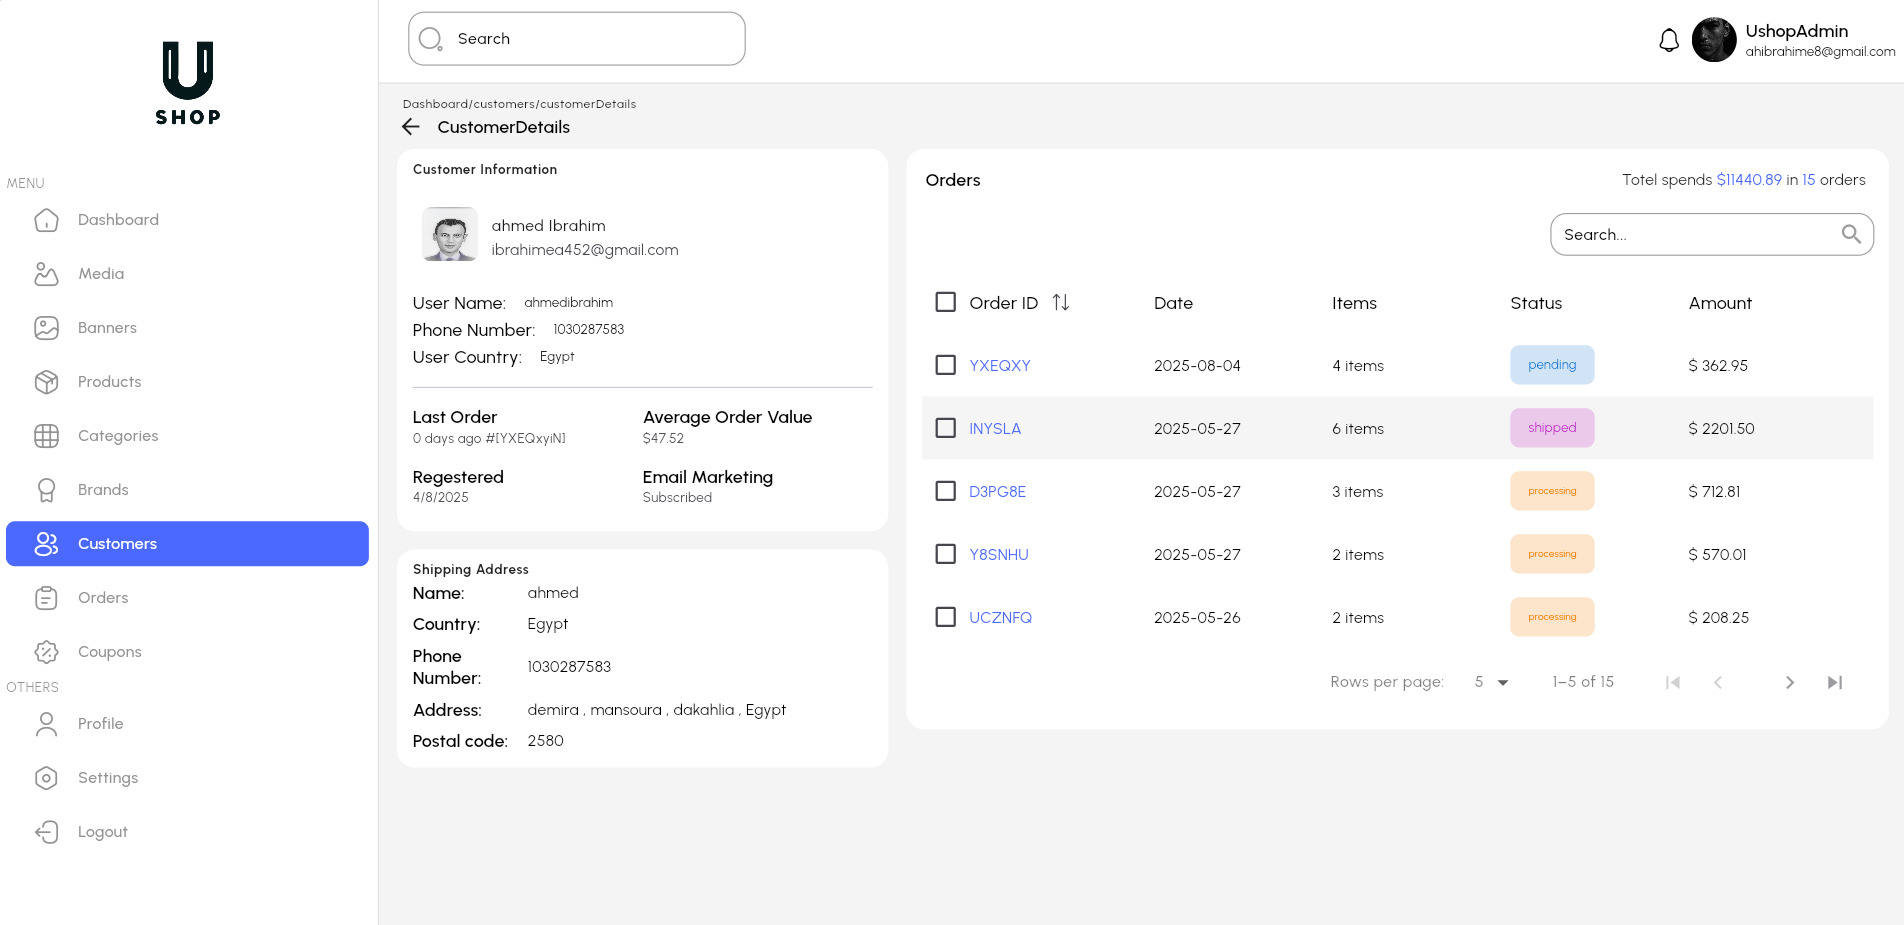 U
SHOP
MENU
Dashboard
Media
Banners
Products
Categories
Brands
Customers
Orders
Coupons
OTHERS
Profile
Settings
Logout
Search
UshopAdmin
ahibrahime8@gmail.com
Dashboard/customers/customerDetails
CustomerDetails
Customer Information
ahmed Ibrahim
ibrahimea452@gmail.com
User Name: ahmedibrahim
Phone Number: 1030287583
User Country: Egypt
Last Order
0 days ago #[YXEQxyiN]
Average Order Value
$47.52
Regestered
4/8/2025
Email Marketing
Subscribed
Shipping Address
Name: ahmed
Country: Egypt
Phone
Number: 1030287583
Address: demira , mansoura , dakahlia , Egypt
Postal code: 2580
Orders
Totel spends $11440.89 in 15 orders
Search...
Order ID Date Items Status Amount
YXEQXY 2025-08-04 4 items pending $ 362.95
INYSLA 2025-05-27 6 items shipped $ 2201.50
D3PG8E 2025-05-27 3 items processing $ 712.81
Y8SNHU 2025-05-27 2 items processing $ 570.01
UCZNFQ 2025-05-26 2 items processing $ 208.25
Rows per page: 5 1–5 of 15